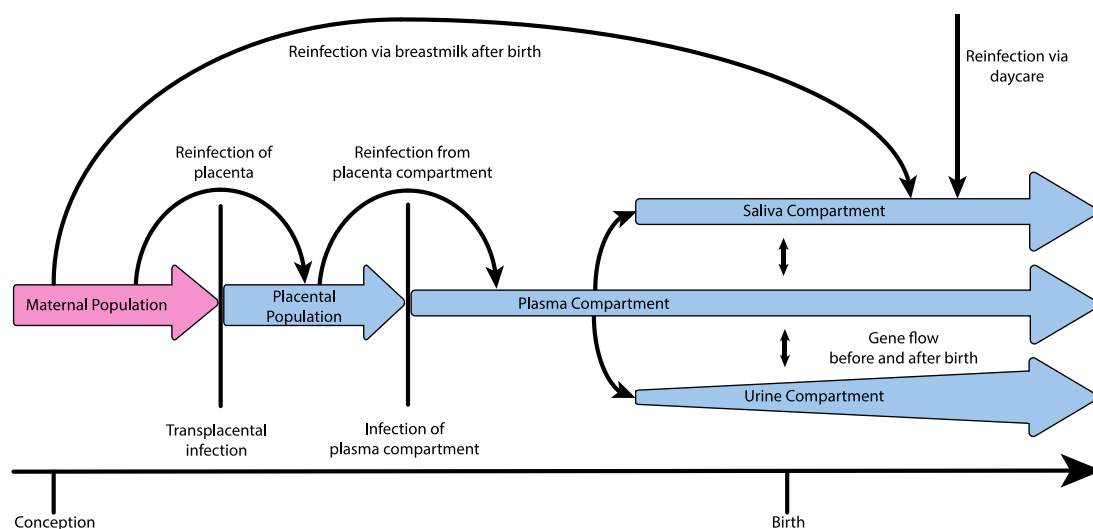 Reinfection via breastmilk after birth
Reinfection via
daycare
Reinfection of
placenta
Reinfection from
placenta compartment
Saliva Compartment
Maternal Population
Placental
Population
Plasma Compartment
Gene flow
before and after birth
Urine Compartment
Transplacental
infection
Infection of
plasma compartment
Conception
Birth